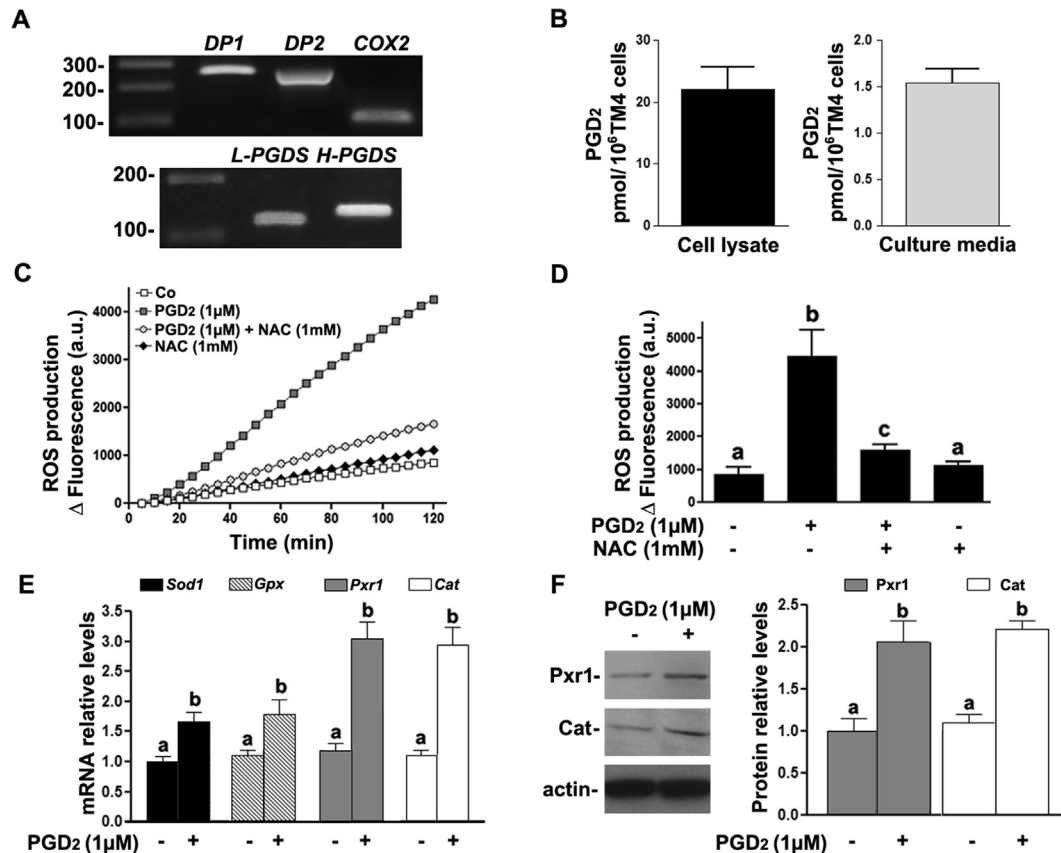 A
DP1 DP2 COX2
300-
200-
100-
L-PGDS H-PGDS
200-
100-
B
PGD2
pmol/10⁶TM4 cells
30
20
10
0
Cell lysate
PGD2
pmol/10⁶TM4 cells
2.0
1.5
1.0
0.5
0.0
Culture media
C
Co
PGD2 (1µM)
PGD2 (1µM) + NAC (1mM)
NAC (1mM)
ROS production
Δ Fluorescence (a.u.)
4000
3000
2000
1000
0
0 20 40 60 80 100 120
Time (min)
D
ROS production
Δ Fluorescence (a.u.)
5000
4000
3000
2000
1000
0
a b c a
PGD2 (1µM) - + + -
NAC (1mM) - - + +
E
Sod1 Gpx Pxr1 Cat
mRNA relative levels
3.5
3.0
2.5
2.0
1.5
1.0
0.5
0.0
a b a b a b a b
PGD2 (1µM) - + - + - + - +
F
PGD2 (1µM)
- +
Pxr1-
Cat-
actin-
Pxr1 Cat
Protein relative levels
2.5
2.0
1.5
1.0
0.5
0.0
a b a b
PGD2 (1µM) - + - +